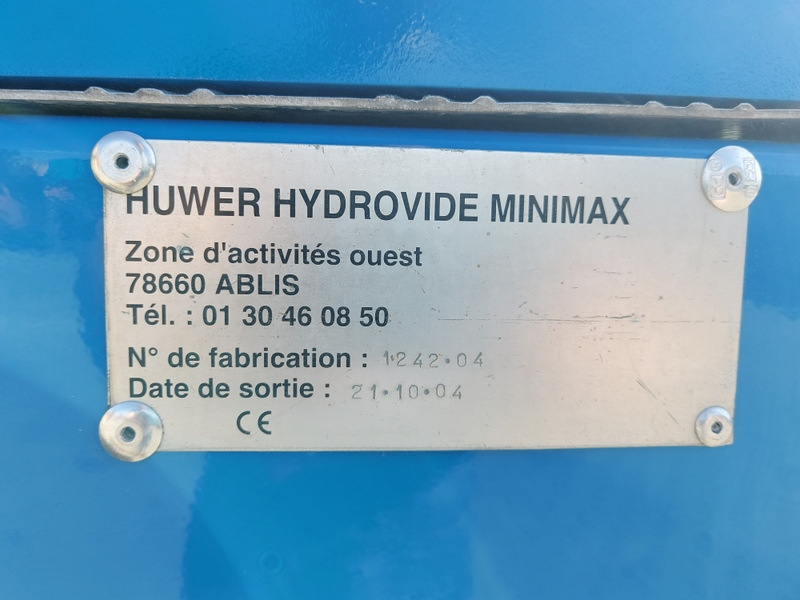 HUWER HYDROVIDE MINIMAX
Zone d'activités ouest
78660 ABLIS
Tél. : 01 30 46 08 50
N° de fabrication : 1242•04
Date de sortie : 21•10•04
CE